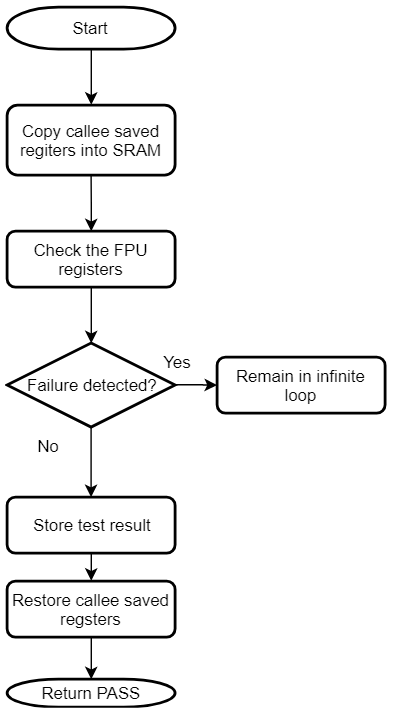 Start
Copy callee saved
regiters into SRAM
Check the FPU
registers
Failure detected?
Yes
Remain in infinite
loop
No
Store test result
Restore callee saved
regsters
Return PASS